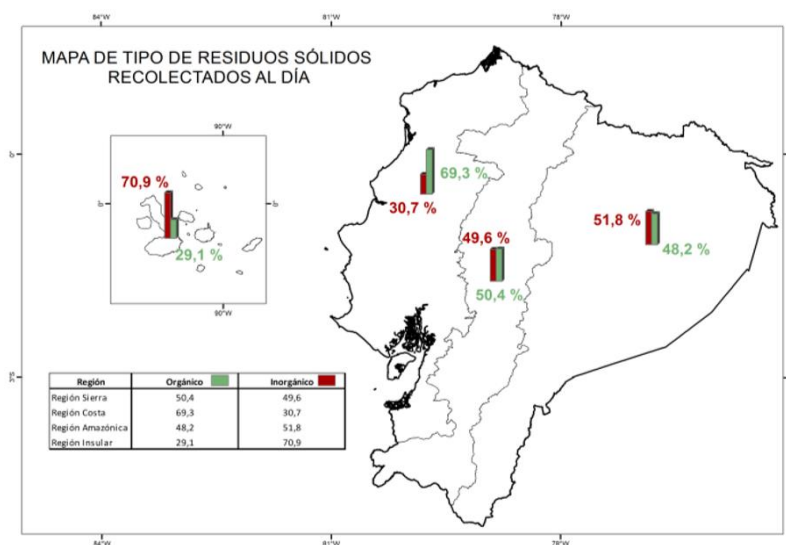 84°W 81°W 78°W
MAPA DE TIPO DE RESIDUOS SÓLIDOS
RECOLECTADOS AL DÍA
90°W
0°
0°
70,9 %
29,1 %
90°W
69,3 %
30,7 %
49,6 %
50,4 %
51,8 %
48,2 %
Región Orgánico Inorgánico
Región Sierra 50,4 49,6
Región Costa 69,3 30,7
Región Amazónica 48,2 51,8
Región Insular 29,1 70,9
84°W 81°W 78°W